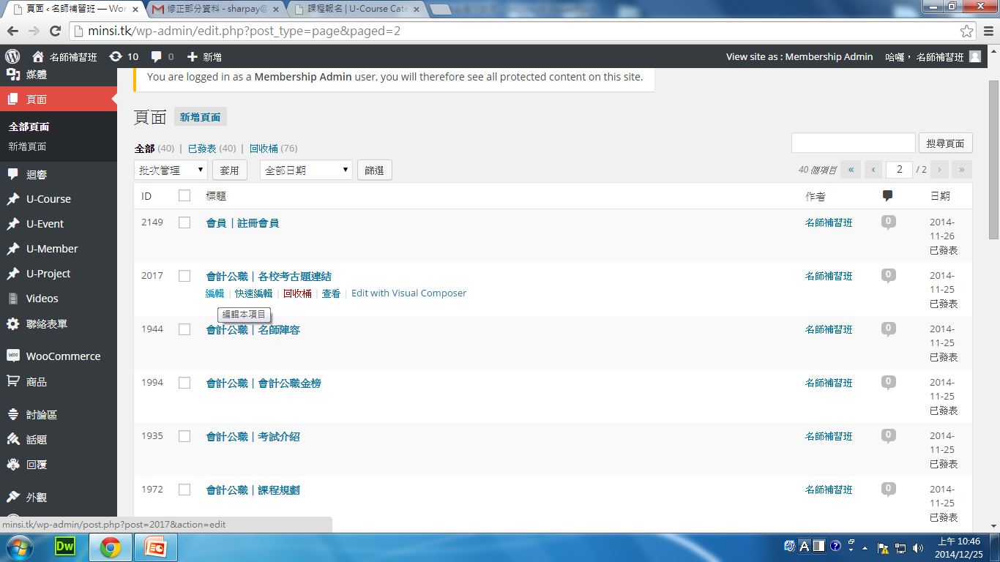 頁面 ‹ 名師補習班 — Wor
修正部分資料 - sharpay@
課程報名 | U-Course Cate
minsi.tk/wp-admin/edit.php?post_type=page&paged=2
名師補習班 10 0 新增 View site as : Membership Admin 哈囉， 名師補習班
媒體
頁面
全部頁面
新增頁面
迴響
U-Course
U-Event
U-Member
U-Project
Videos
聯絡表單
WooCommerce
商品
討論區
話題
回覆
外觀
You are logged in as a Membership Admin user, you will therefore see all protected content on this site.
頁面 新增頁面
全部 (40) | 已發表 (40) | 回收桶 (76)
搜尋頁面
批次管理 套用 全部日期 篩選 40 個項目 « ‹ 2 / 2 › »
ID 標題 作者 日期
2149 會員｜註冊會員 名師補習班 0 2014-
11-26
已發表
2017 會計公職｜各校考古題連結 名師補習班 0 2014-
11-25
已發表
編輯 | 快速編輯 | 回收桶 | 查看 | Edit with Visual Composer
編輯本項目
1944 會計公職｜名師陣容 名師補習班 0 2014-
11-25
已發表
1994 會計公職｜會計公職金榜 名師補習班 0 2014-
11-25
已發表
1935 會計公職｜考試介紹 名師補習班 0 2014-
11-25
已發表
1972 會計公職｜課程規劃 名師補習班 0 2014-
11-25
已發表
minsi.tk/wp-admin/post.php?post=2017&action=edit
Dw
A
上午 10:46
2014/12/25